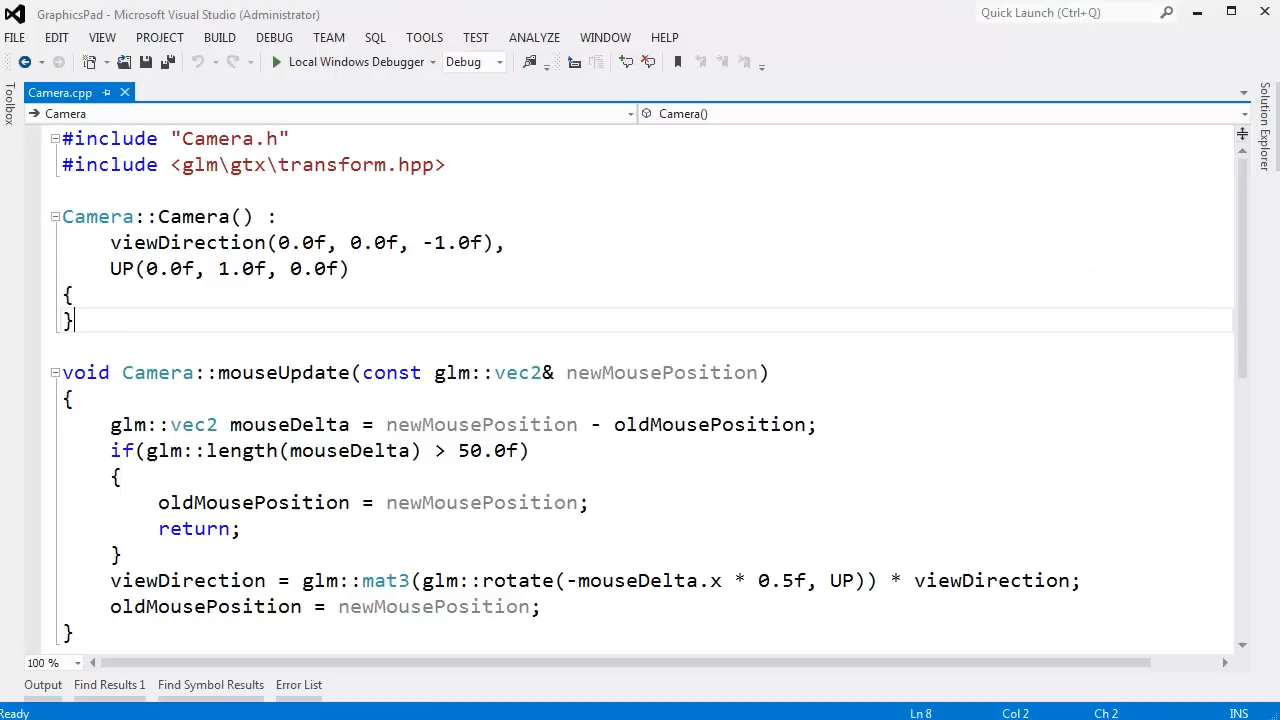 GraphicsPad - Microsoft Visual Studio (Administrator)
Quick Launch (Ctrl+Q)
FILE EDIT VIEW PROJECT BUILD DEBUG TEAM SQL TOOLS TEST ANALYZE WINDOW HELP
Local Windows Debugger Debug
Toolbox
Camera.cpp
Solution Explorer
Camera Camera()
#include "Camera.h"
#include <glm\gtx\transform.hpp>
Camera::Camera() :
viewDirection(0.0f, 0.0f, -1.0f),
UP(0.0f, 1.0f, 0.0f)
{
}
void Camera::mouseUpdate(const glm::vec2& newMousePosition)
{
glm::vec2 mouseDelta = newMousePosition - oldMousePosition;
if(glm::length(mouseDelta) > 50.0f)
{
oldMousePosition = newMousePosition;
return;
}
viewDirection = glm::mat3(glm::rotate(-mouseDelta.x * 0.5f, UP)) * viewDirection;
oldMousePosition = newMousePosition;
}
100 %
Output Find Results 1 Find Symbol Results Error List
Ready Ln 8 Col 2 Ch 2 INS